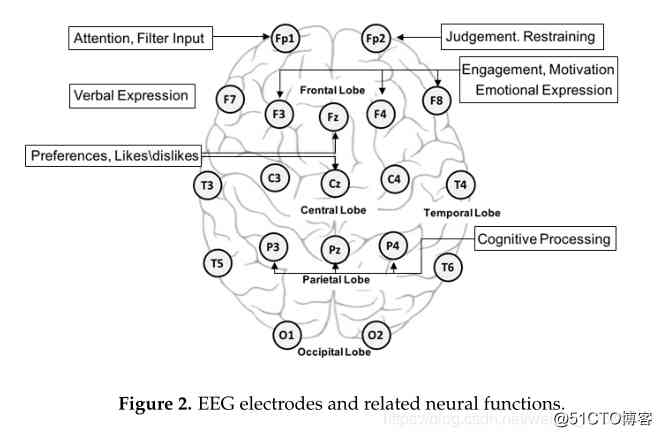 Fp1
Fp2
Attention, Filter Input
Judgement. Restraining
Engagement, Motivation
Emotional Expression
Frontal Lobe
Verbal Expression
F7
F3
Fz
F4
F8
Preferences, Likes\dislikes
C3
Cz
C4
T3
T4
Central Lobe
Temporal Lobe
Cognitive Processing
P3
Pz
P4
T5
T6
Parietal Lobe
O1
O2
Occipital Lobe
Figure 2. EEG electrodes and related neural functions.
@51CTO博客